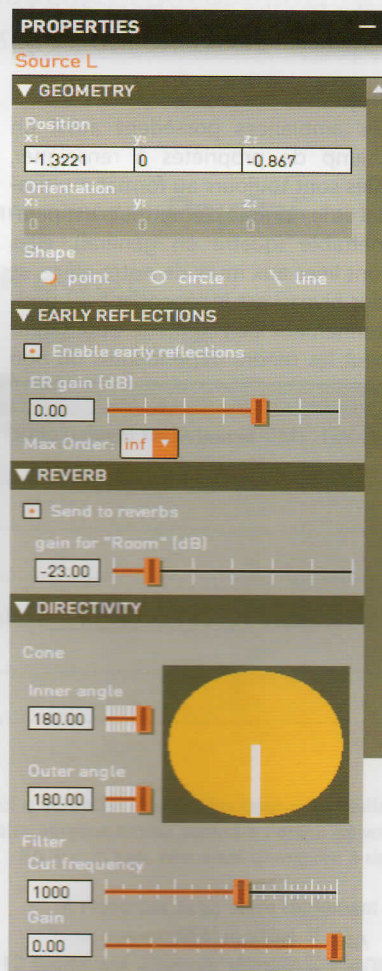 PROPERTIES
Source L
GEOMETRY
Position
x: y: z:
-1.3221 0 -0.867
Orientation
x: y: z:
0 0 0
Shape
point circle line
EARLY REFLECTIONS
Enable early reflections
ER gain (dB)
0.00
Max Order: inf
REVERB
Send to reverbs
gain for "Room" (dB)
-23.00
DIRECTIVITY
Cone
Inner angle
180.00
Outer angle
180.00
Filter
Cut frequency
1000
Gain
0.00